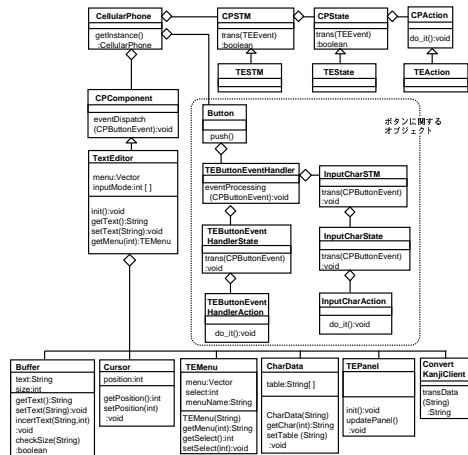 CellularPhone
getInstance()
:CellularPhone
CPSTM
trans(TEEvent)
:boolean
CPState
trans(TEEvent)
:boolean
CPAction
do_it():void
TESTM
TEState
TEAction
CPComponent
eventDispatch
(CPButtonEvent):void
Button
push()
ボタンに関する
オブジェクト
TextEditor
menu:Vector
inputMode:int [ ]
init():void
getText():String
setText(String):void
getMenu(int):TEMenu
TEButtonEventHandler
eventProcessing
(CPButtonEvent):void
InputCharSTM
trans(CPButtonEvent)
:void
TEButtonEvent
HandlerState
trans(CPButtonEvent)
:void
InputCharState
trans(CPButtonEvent)
:void
TEButtonEvent
HandlerAction
do_it():void
InputCharAction
do_it():void
Buffer
text:String
size:int
getText():String
setText(String):void
incertText(String,int)
:void
checkSize(String)
:boolean
Cursor
position:int
getPosition():int
setPosition(int)
:void
TEMenu
menu:Vector
select:int
menuName:String
TEMenu(String)
getMenu(int):String
getSelect():int
setSelect(int):void
CharData
table:String[ ]
CharData(String)
getChar(int):String
setTable (String)
:void
TEPanel
init():void
updatePanel()
:void
Convert
KanjiClient
transData
(String)
:String